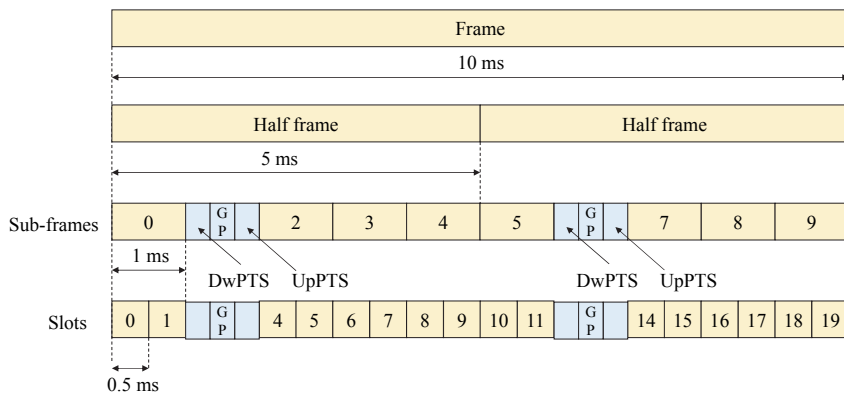 Frame
10 ms
Half frame Half frame
5 ms
Sub-frames 0 G P 2 3 4 5 G P 7 8 9
1 ms DwPTS UpPTS DwPTS UpPTS
Slots 0 1 G P 4 5 6 7 8 9 10 11 G P 14 15 16 17 18 19
0.5 ms